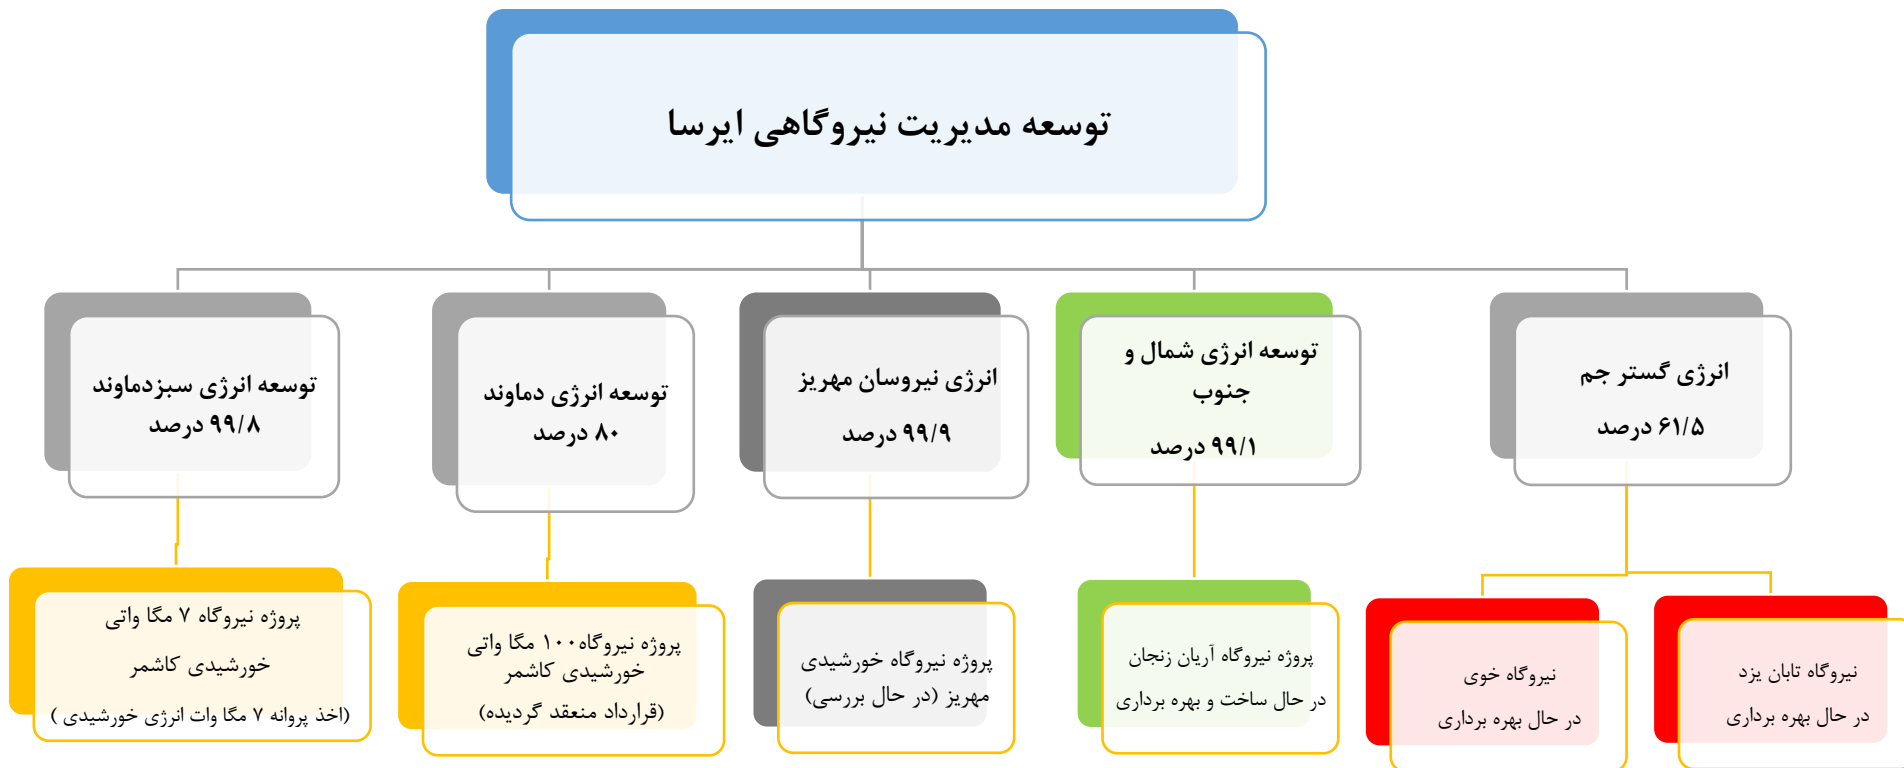 توسعه مدیریت نیروگاهی ایرسا
انرژی گستر جم
۶۱/۵ درصد
توسعه انرژی شمال و
جنوب
۹۹/۱ درصد
انرژی نیروسان مهریز
۹۹/۹ درصد
توسعه انرژی دماوند
۸۰ درصد
توسعه انرژی سبزدماوند
۹۹/۸ درصد
نیروگاه تابان یزد
در حال بهره برداری
نیروگاه خوی
در حال بهره برداری
پروژه نیروگاه آریان زنجان
در حال ساخت و بهره برداری
پروژه نیروگاه خورشیدی
مهریز (در حال بررسی)
پروژه نیروگاه۱۰۰ مگا واتی
خورشیدی کاشمر
(قرارداد منعقد گردیده)
پروژه نیروگاه ۷ مگا واتی
خورشیدی کاشمر
(اخذ پروانه ۷ مگا وات انرژی خورشیدی )